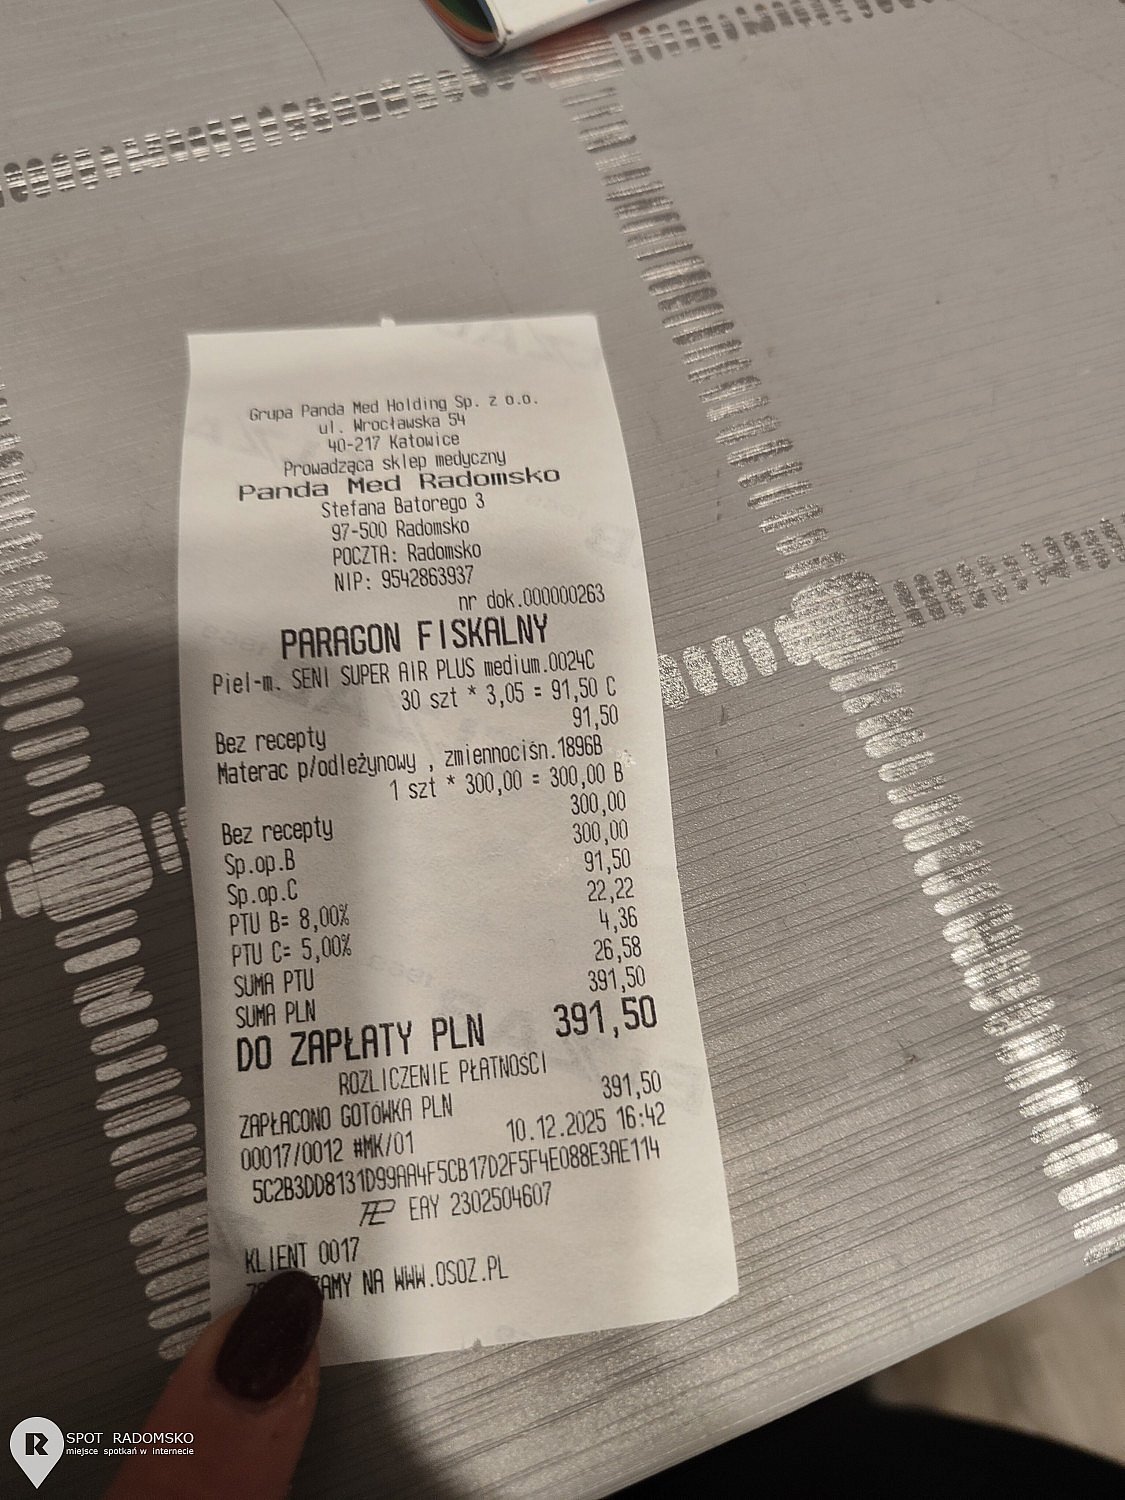 Grupa Panda Med Holding Sp. z o.o.
ul. Wrocławska 54
40-217 Katowice
Prowadząca sklep medyczny
Panda Med Radomsko
Stefana Batorego 3
97-500 Radomsko
POCZTA: Radomsko
NIP: 9542863937
nr dok.000000263
PARAGON FISKALNY
Piel-m. SENI SUPER AIR PLUS medium.0024C
30 szt * 3,05 = 91,50 C
91,50
Bez recepty
Materac p/odleżynowy , zmiennociśn.1896B
1 szt * 300,00 = 300,00 B
300,00
Bez recepty
Sp.op.B 300,00
Sp.op.C 91,50
PTU B= 8,00% 22,22
PTU C= 5,00% 4,36
SUMA PTU 26,58
SUMA PLN 391,50
DO ZAPŁATY PLN 391,50
ROZLICZENIE PŁATNOŚCI
ZAPŁACONO GOTÓWKA PLN 391,50
00017/0012 #MK/01 10.12.2025 16:42
5C2B3DD8131D99AA4F5CB17D2F5F4E088E3AE114
EAY 2302504607
KLIENT 0017
NA WWW.OSOZ.PL
R SPOT RADOMSKO
miejsce spotkań w internecie